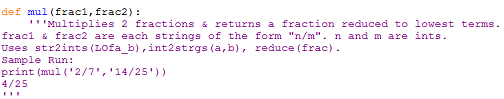 def mul(frac1,frac2):
    '''Multiplies 2 fractions & returns a fraction reduced to lowest terms.
frac1 & frac2 are each strings of the form "n/m". n and m are ints.
Uses str2ints(LOfa_b),int2strgs(a,b), reduce(frac).
Sample Run:
print(mul('2/7','14/25'))
4/25
'''